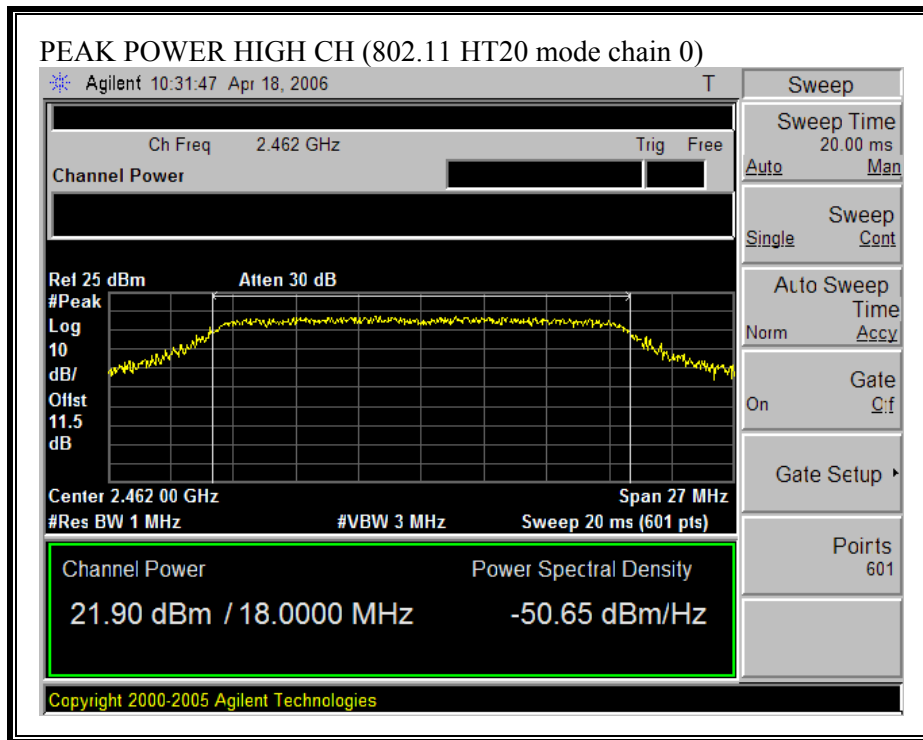 PEAK POWER HIGH CH (802.11 HT20 mode chain 0)
Agilent 10:31:47 Apr 18, 2006 T
Sweep
Ch Freq 2.462 GHz Trig Free
Channel Power
Sweep Time
20.00 ms
Auto Man
Sweep
Single Cont
Ref 25 dBm Atten 30 dB
#Peak
Log
10
dB/
Offst
11.5
dB
Auto Sweep
Time
Norm Accy
Gate
On Off
Gate Setup
Center 2.462 00 GHz Span 27 MHz
#Res BW 1 MHz #VBW 3 MHz Sweep 20 ms (601 pts)
Points
601
Channel Power Power Spectral Density
21.90 dBm / 18.0000 MHz -50.65 dBm/Hz
Copyright 2000-2005 Agilent Technologies